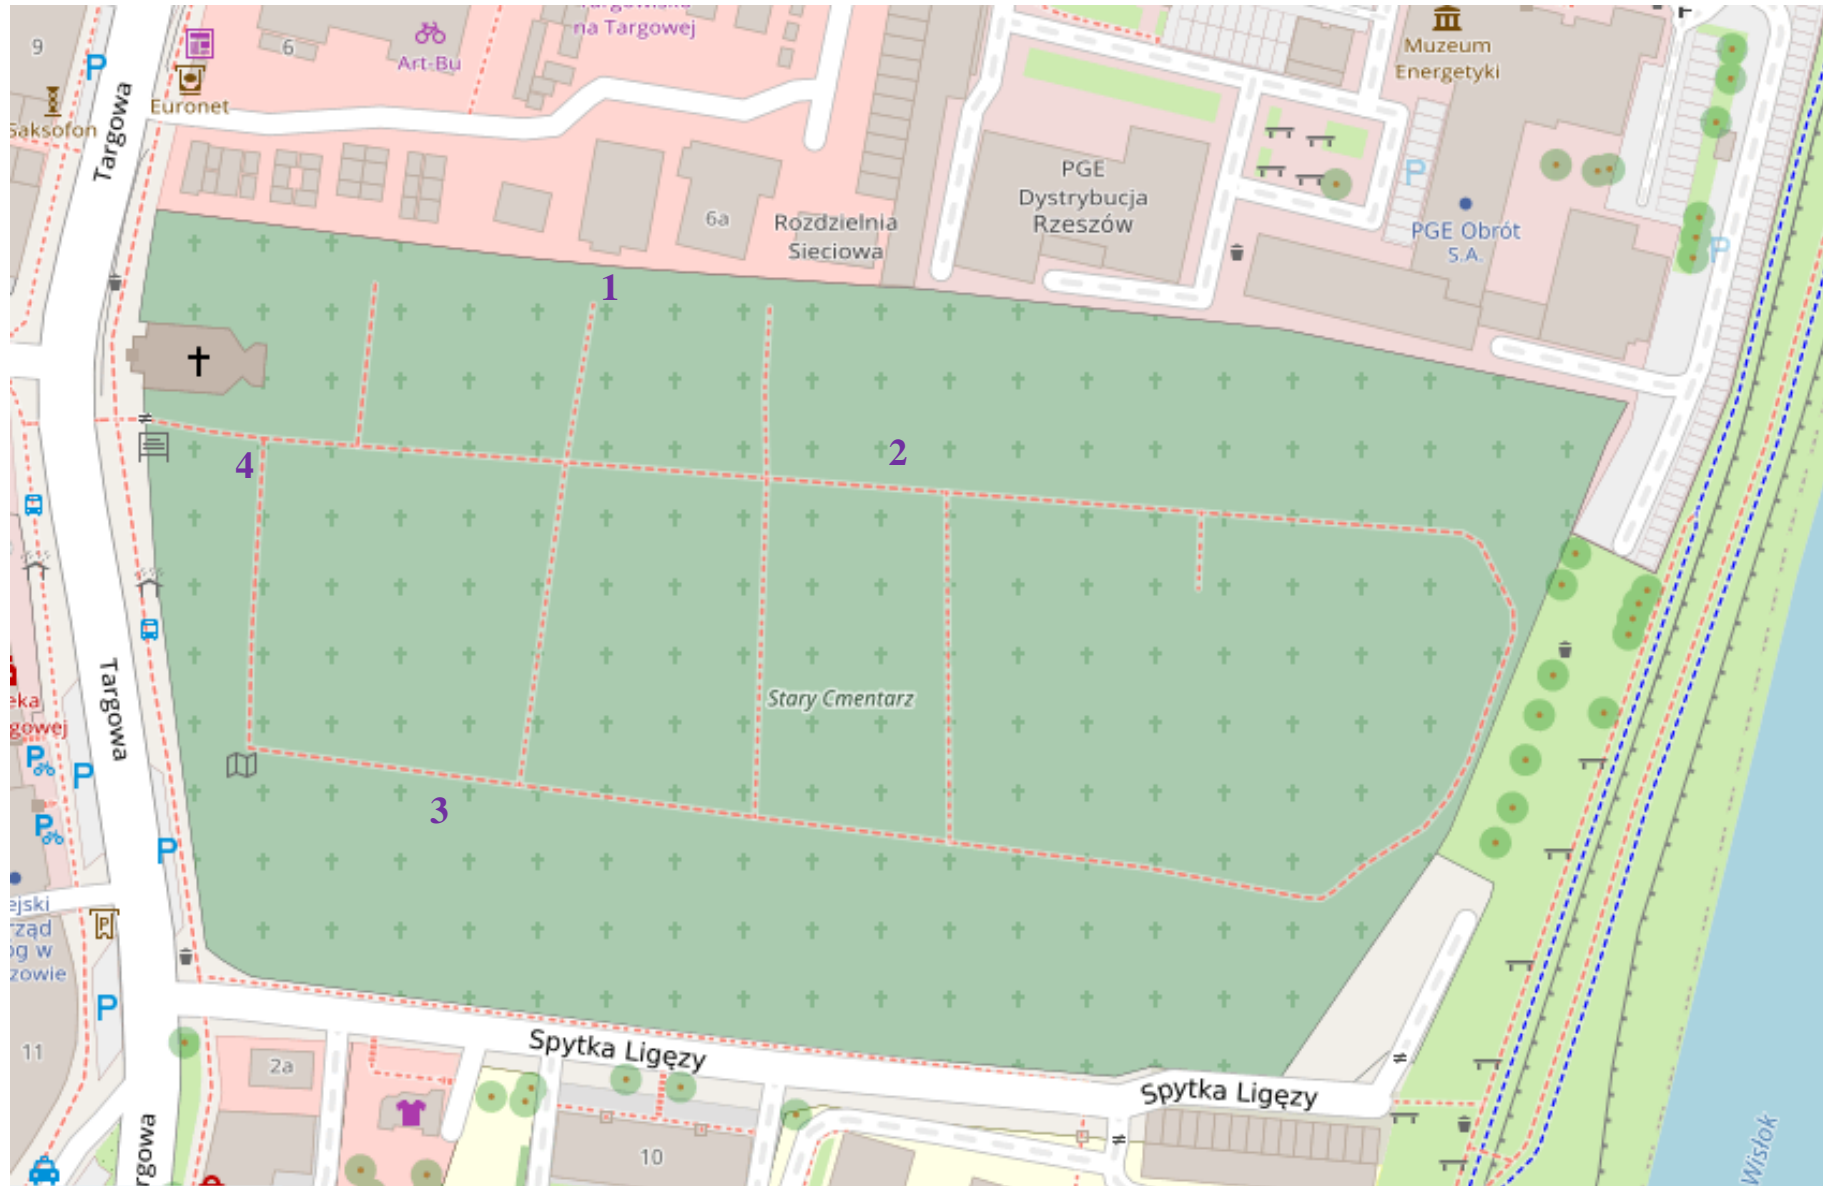 na Targowej
9
6
Art-Bu
Muzeum
Energetyki
Targowa
Euronet
Saksofon
PGE
Dystrybucja
Rzeszów
6a
Rozdzielnia
Sieciowa
PGE Obrót
S.A.
P
P
P
1
2
4
Targowa
Stary Cmentarz
P
P
3
P
P
P
P
11
2a
Spytka Ligęzy
Spytka Ligęzy
10
Wisłok